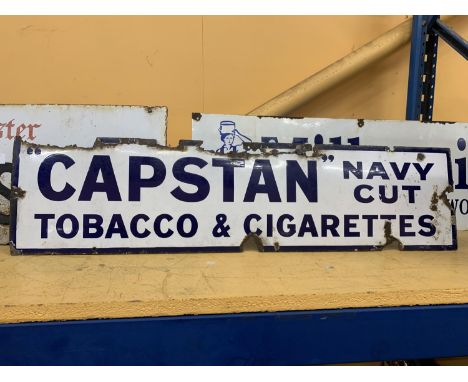 "CAPSTAN" NAVY CUT
TOBACCO & CIGARETTES